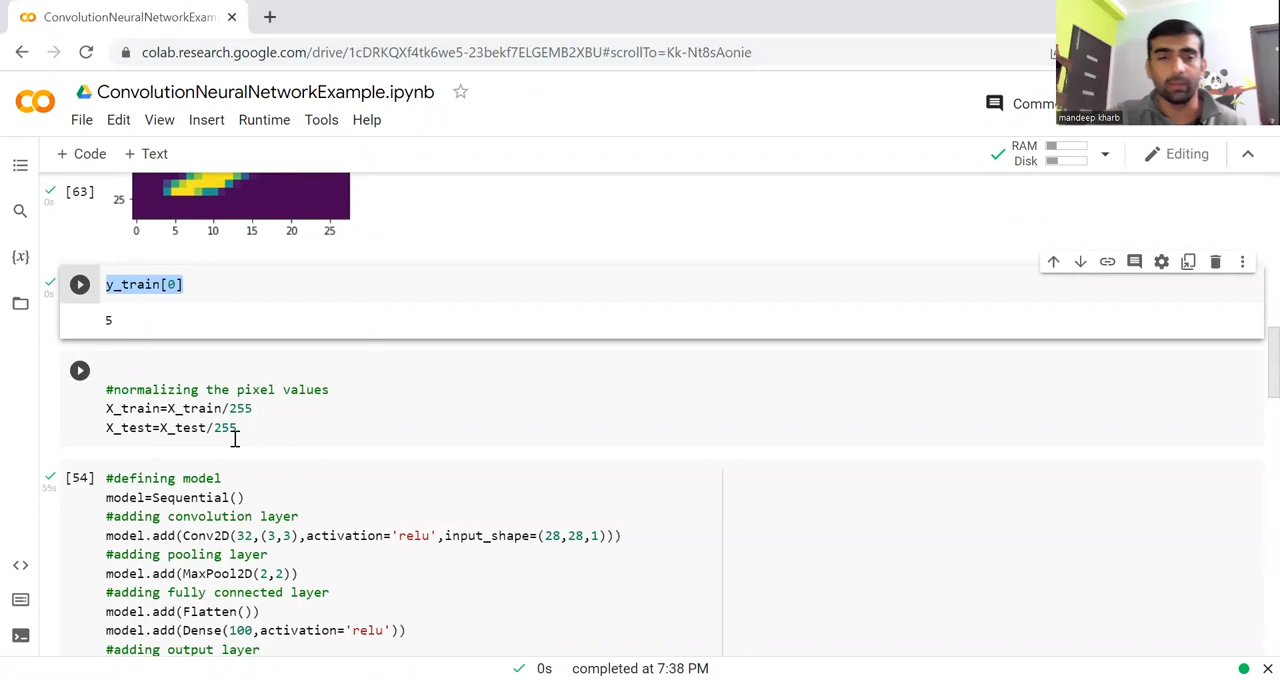 ConvolutionNeuralNetworkExam
colab.research.google.com/drive/1cDRKQXf4tk6we5-23bekf7ELGEMB2XBU#scrollTo=Kk-Nt8sAonie
mandeep kharb
ConvolutionNeuralNetworkExample.ipynb
Comm
File Edit View Insert Runtime Tools Help
+ Code + Text
RAM
Disk
Editing
[63]
25
0 5 10 15 20 25
0s
y_train[0]
0s
5
#normalizing the pixel values
X_train=X_train/255
X_test=X_test/255
[54]
55s
#defining model
model=Sequential()
#adding convolution layer
model.add(Conv2D(32,(3,3),activation='relu',input_shape=(28,28,1)))
#adding pooling layer
model.add(MaxPool2D(2,2))
#adding fully connected layer
model.add(Flatten())
model.add(Dense(100,activation='relu'))
#adding output layer
0s completed at 7:38 PM